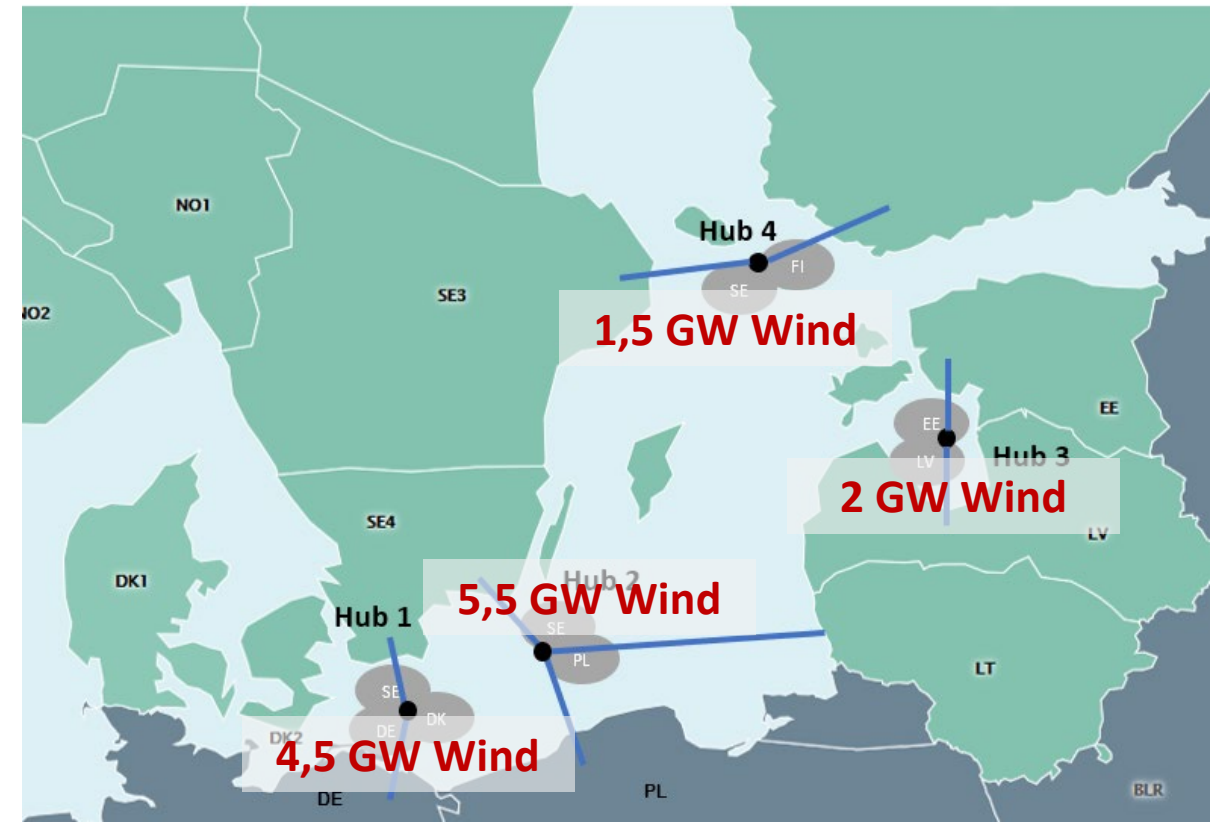 NO1
Hub 4
FI
SE
SE3
NO2
1,5 GW Wind
EE
EE
LV
Hub 3
2 GW Wind
SE4
LV
DK1
Hub 2
5,5 GW Wind
Hub 1
SE
PL
LT
SE
DK
DE
DK2
4,5 GW Wind
DE
PL
BLR